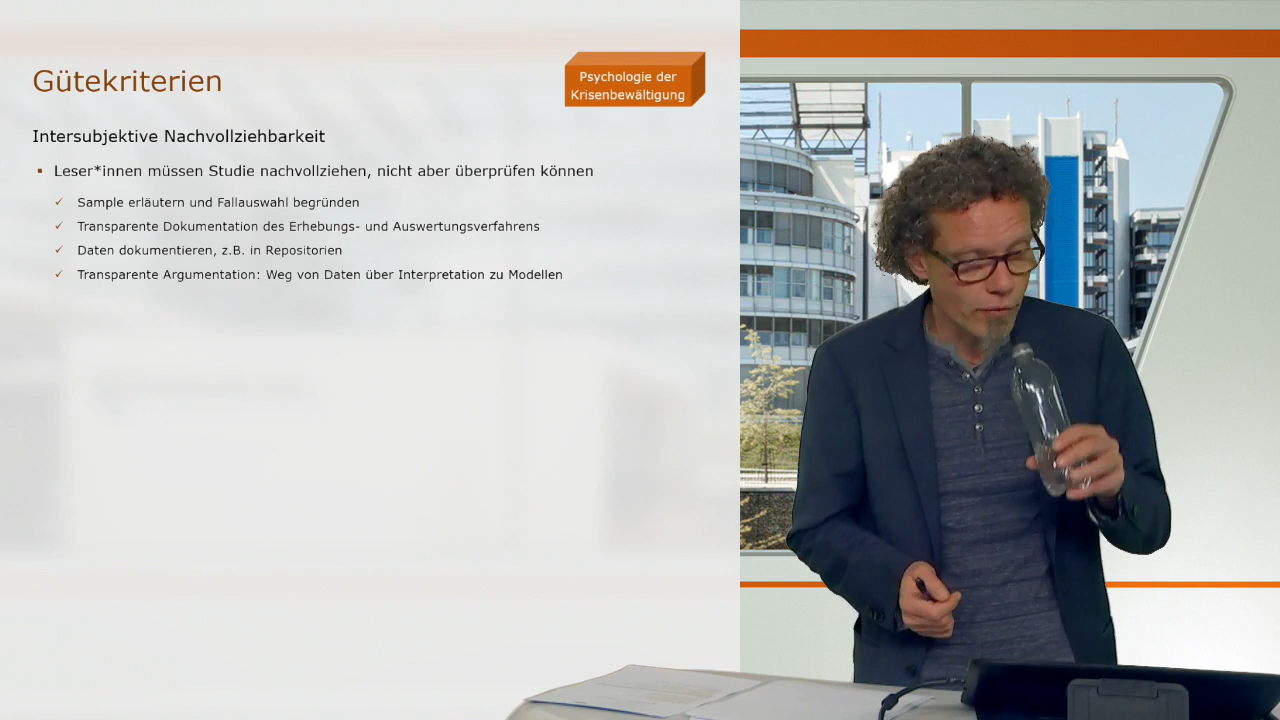 Gütekriterien
Psychologie der
Krisenbewältigung
Intersubjektive Nachvollziehbarkeit
Leser*innen müssen Studie nachvollziehen, nicht aber überprüfen können
Sample erläutern und Fallauswahl begründen
Transparente Dokumentation des Erhebungs- und Auswertungsverfahrens
Daten dokumentieren, z.B. in Repositorien
Transparente Argumentation: Weg von Daten über Interpretation zu Modellen